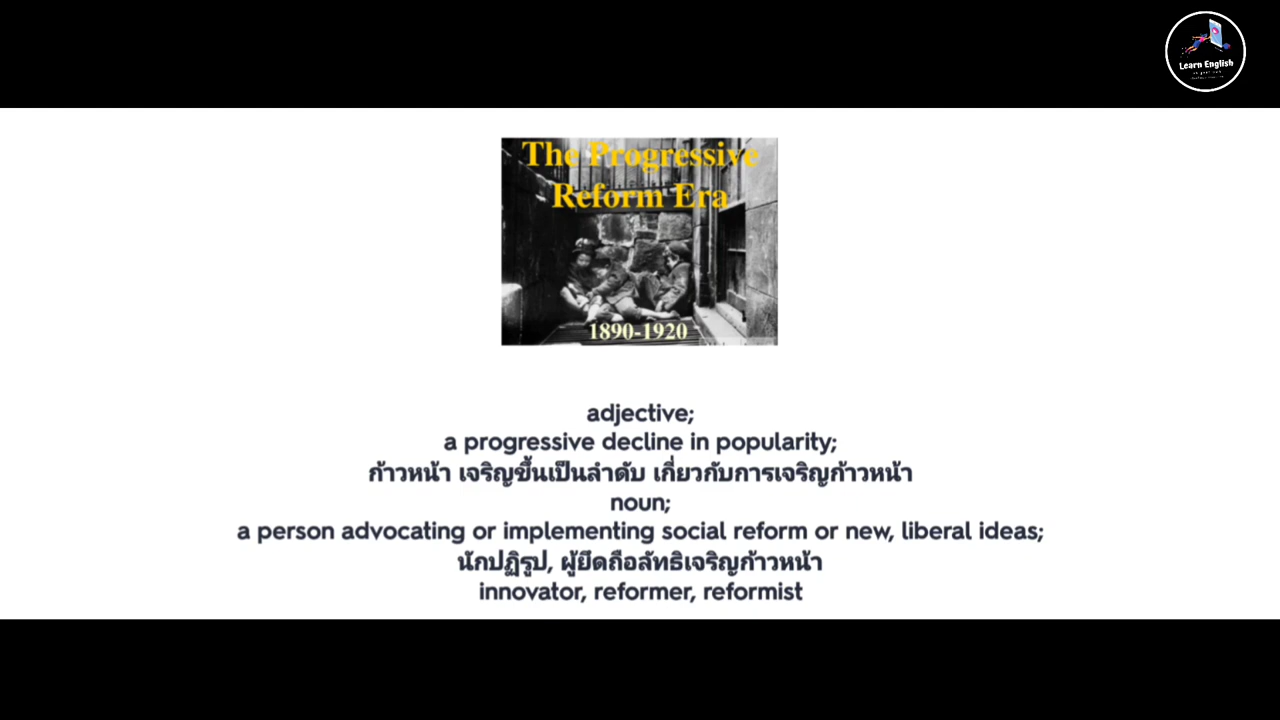 Learn English
The Progressive
Reform Era
1890-1920
adjective;
a progressive decline in popularity;
ก้าวหน้า เจริญขึ้นเป็นลำดับ เกี่ยวกับการเจริญก้าวหน้า
noun;
a person advocating or implementing social reform or new, liberal ideas;
นักปฏิรูป, ผู้ยึดถือลัทธิเจริญก้าวหน้า
innovator, reformer, reformist